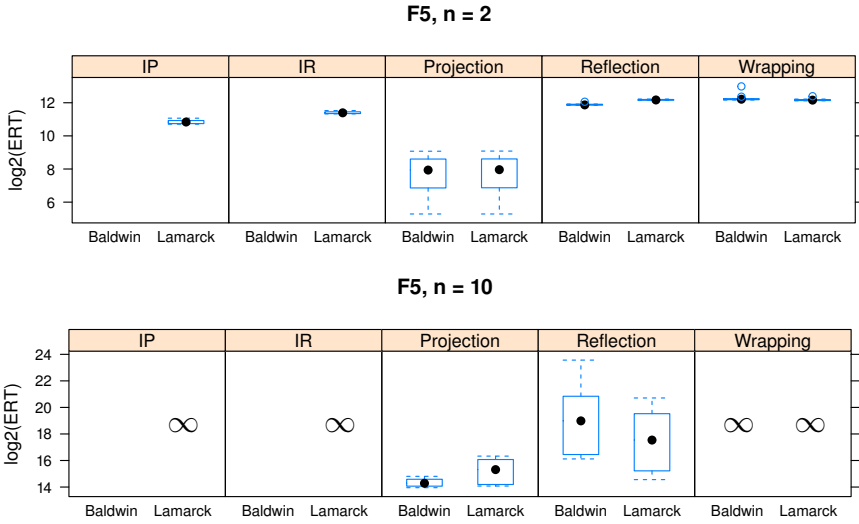 F5, n = 2
IP IR Projection Reflection Wrapping
12
10
8
6
log2(ERT)
Baldwin Lamarck Baldwin Lamarck Baldwin Lamarck Baldwin Lamarck Baldwin Lamarck
F5, n = 10
IP IR Projection Reflection Wrapping
24
22
20
18
16
14
log2(ERT)
∞ ∞ ∞ ∞
Baldwin Lamarck Baldwin Lamarck Baldwin Lamarck Baldwin Lamarck Baldwin Lamarck